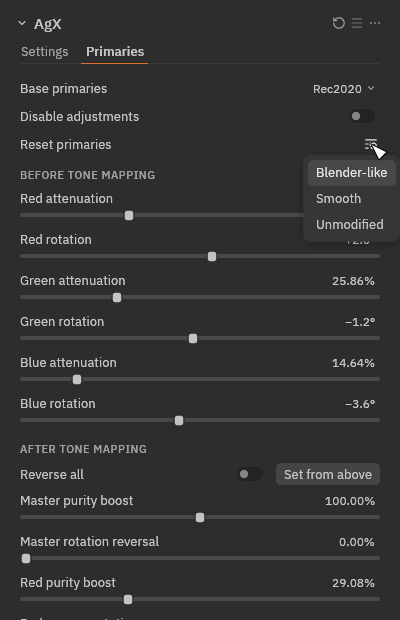 AgX
Settings Primaries
Base primaries Rec2020
Disable adjustments
Reset primaries
Blender-like
Smooth
Unmodified
BEFORE TONE MAPPING
Red attenuation
Red rotation
Green attenuation 25.86%
Green rotation −1.2°
Blue attenuation 14.64%
Blue rotation −3.6°
AFTER TONE MAPPING
Reverse all Set from above
Master purity boost 100.00%
Master rotation reversal 0.00%
Red purity boost 29.08%